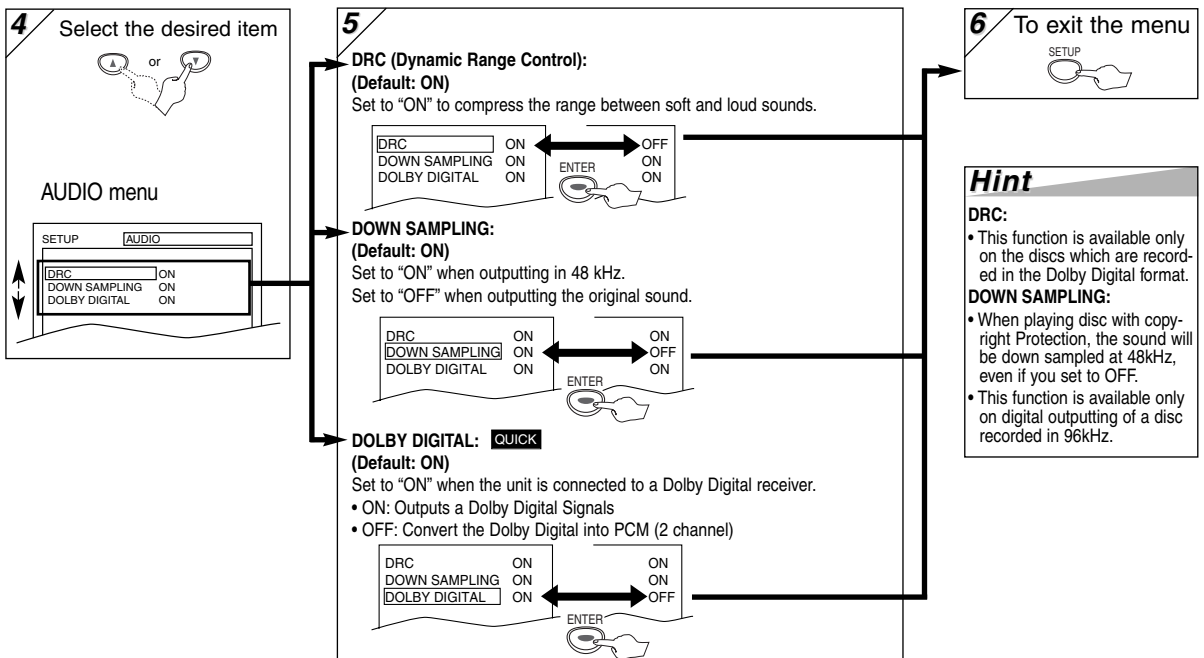 4 Select the desired item
or
AUDIO menu
SETUP AUDIO
DRC ON
DOWN SAMPLING ON
DOLBY DIGITAL ON
5
DRC (Dynamic Range Control):
(Default: ON)
Set to “ON” to compress the range between soft and loud sounds.
DRC ON OFF
DOWN SAMPLING ON ON
DOLBY DIGITAL ON ON
ENTER
DOWN SAMPLING:
(Default: ON)
Set to “ON” when outputting in 48 kHz.
Set to “OFF” when outputting the original sound.
DRC ON ON
DOWN SAMPLING ON OFF
DOLBY DIGITAL ON ON
ENTER
DOLBY DIGITAL: QUICK
(Default: ON)
Set to “ON” when the unit is connected to a Dolby Digital receiver.
• ON: Outputs a Dolby Digital Signals
• OFF: Convert the Dolby Digital into PCM (2 channel)
DRC ON ON
DOWN SAMPLING ON ON
DOLBY DIGITAL ON OFF
ENTER
6 To exit the menu
SETUP
Hint
DRC:
• This function is available only
on the discs which are record-
ed in the Dolby Digital format.
DOWN SAMPLING:
• When playing disc with copy-
right Protection, the sound will
be down sampled at 48kHz,
even if you set to OFF.
• This function is available only
on digital outputting of a disc
recorded in 96kHz.